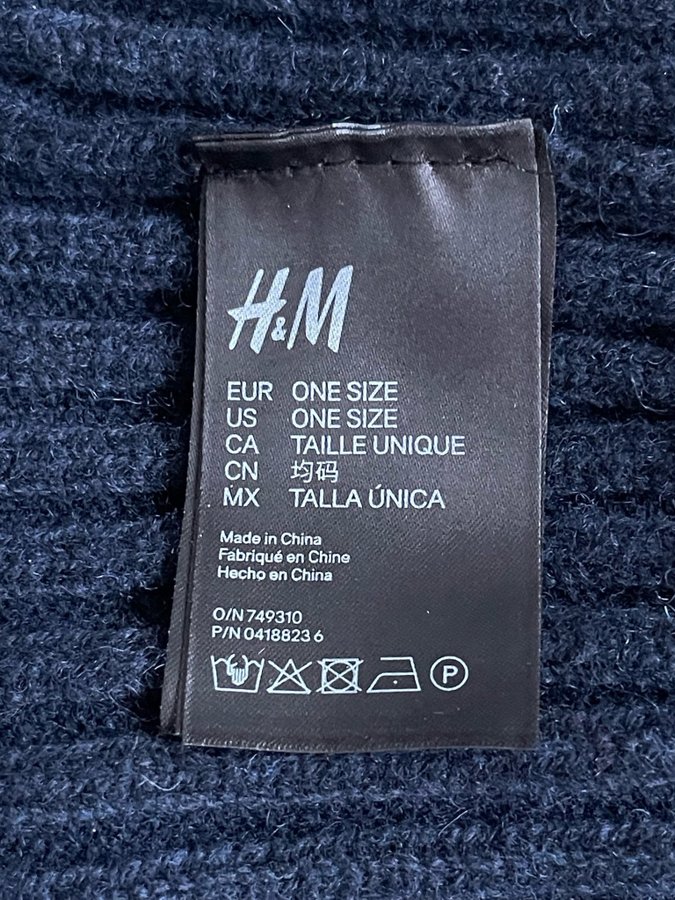 H&M
EUR ONE SIZE
US ONE SIZE
CA TAILLE UNIQUE
CN 均码
MX TALLA ÚNICA
Made in China
Fabriqué en Chine
Hecho en China
O/N 749310
P/N 0418823 6
P